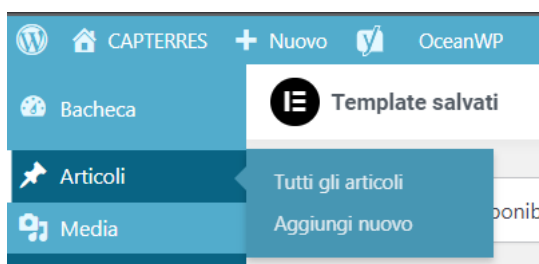 CAPTERRES + Nuovo OceanWP
Bacheca
Template salvati
Articoli
Tutti gli articoli
Aggiungi nuovo
Media